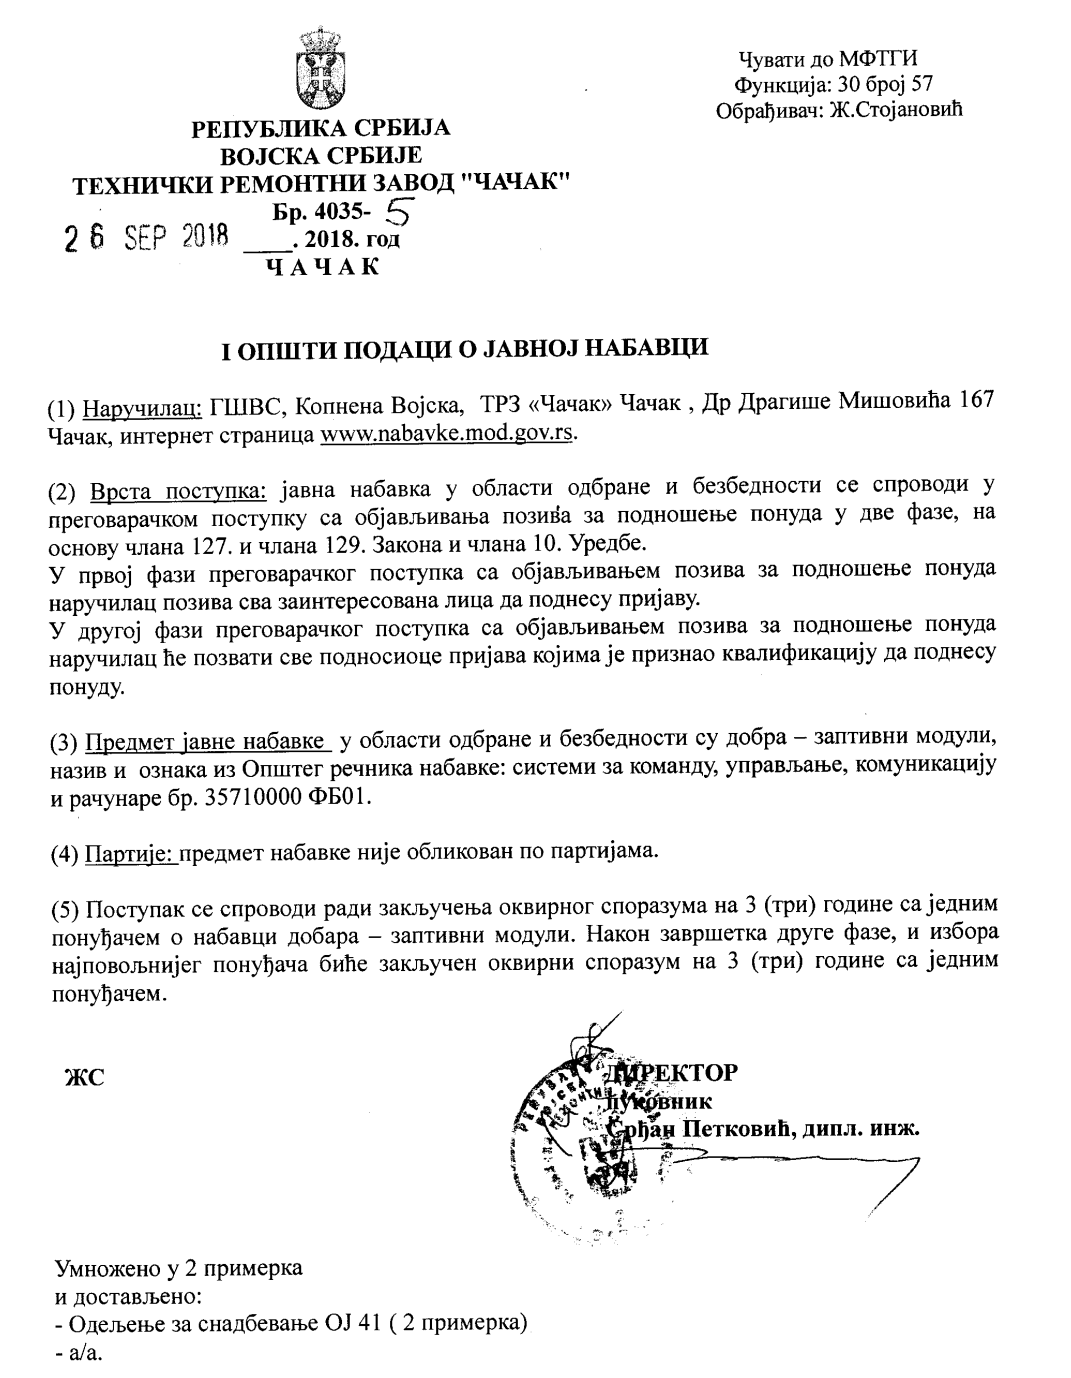 Чувати до МФТГИ
Функција: 30 број 57
Обрађивач: Ж.Стојановић
РЕПУБЛИКА СРБИЈА
ВОЈСКА СРБИЈЕ
ТЕХНИЧКИ РЕМОНТНИ ЗАВОД "ЧАЧАК"
Бр. 4035- 5
26 SEP 2018 ____. 2018. год
Ч А Ч А К
I ОПШТИ ПОДАЦИ О ЈАВНОЈ НАБАВЦИ
(1) Наручилац: ГШВС, Копнена Војска, ТРЗ «Чачак» Чачак , Др Драгише Мишовића 167
Чачак, интернет страница www.nabavke.mod.gov.rs.
(2) Врста поступка: јавна набавка у области одбране и безбедности се спроводи у
преговарачком поступку са објављивања позива за подношење понуда у две фазе, на
основу члана 127. и члана 129. Закона и члана 10. Уредбе.
У првој фази преговарачког поступка са објављивањем позива за подношење понуда
наручилац позива сва заинтересована лица да поднесу пријаву.
У другој фази преговарачког поступка са објављивањем позива за подношење понуда
наручилац ће позвати све подносиоце пријава којима је признао квалификацију да поднесу
понуду.
(3) Предмет јавне набавке у области одбране и безбедности су добра – заптивни модули,
назив и ознака из Општег речника набавке: системи за команду, управљање, комуникацију
и рачунаре бр. 35710000 ФБ01.
(4) Партије: предмет набавке није обликован по партијама.
(5) Поступак се спроводи ради закључења оквирног споразума на 3 (три) године са једним
понуђачем о набавци добара – заптивни модули. Након завршетка друге фазе, и избора
најповољнијег понуђача биће закључен оквирни споразум на 3 (три) године са једним
понуђачем.
ЖС
ДИРЕКТОР
пуковник
Срђан Петковић, дипл. инж.
Умножено у 2 примерка
и достављено:
- Одељење за снадбевање ОЈ 41 ( 2 примерка)
- а/а.